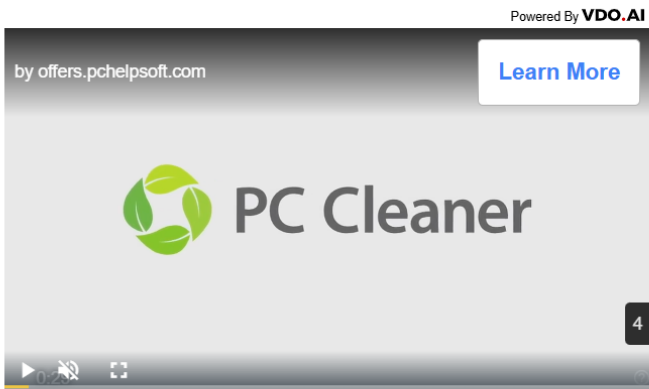 Powered By VDO.AI
by offers.pchelpsoft.com
Learn More
PC Cleaner
4